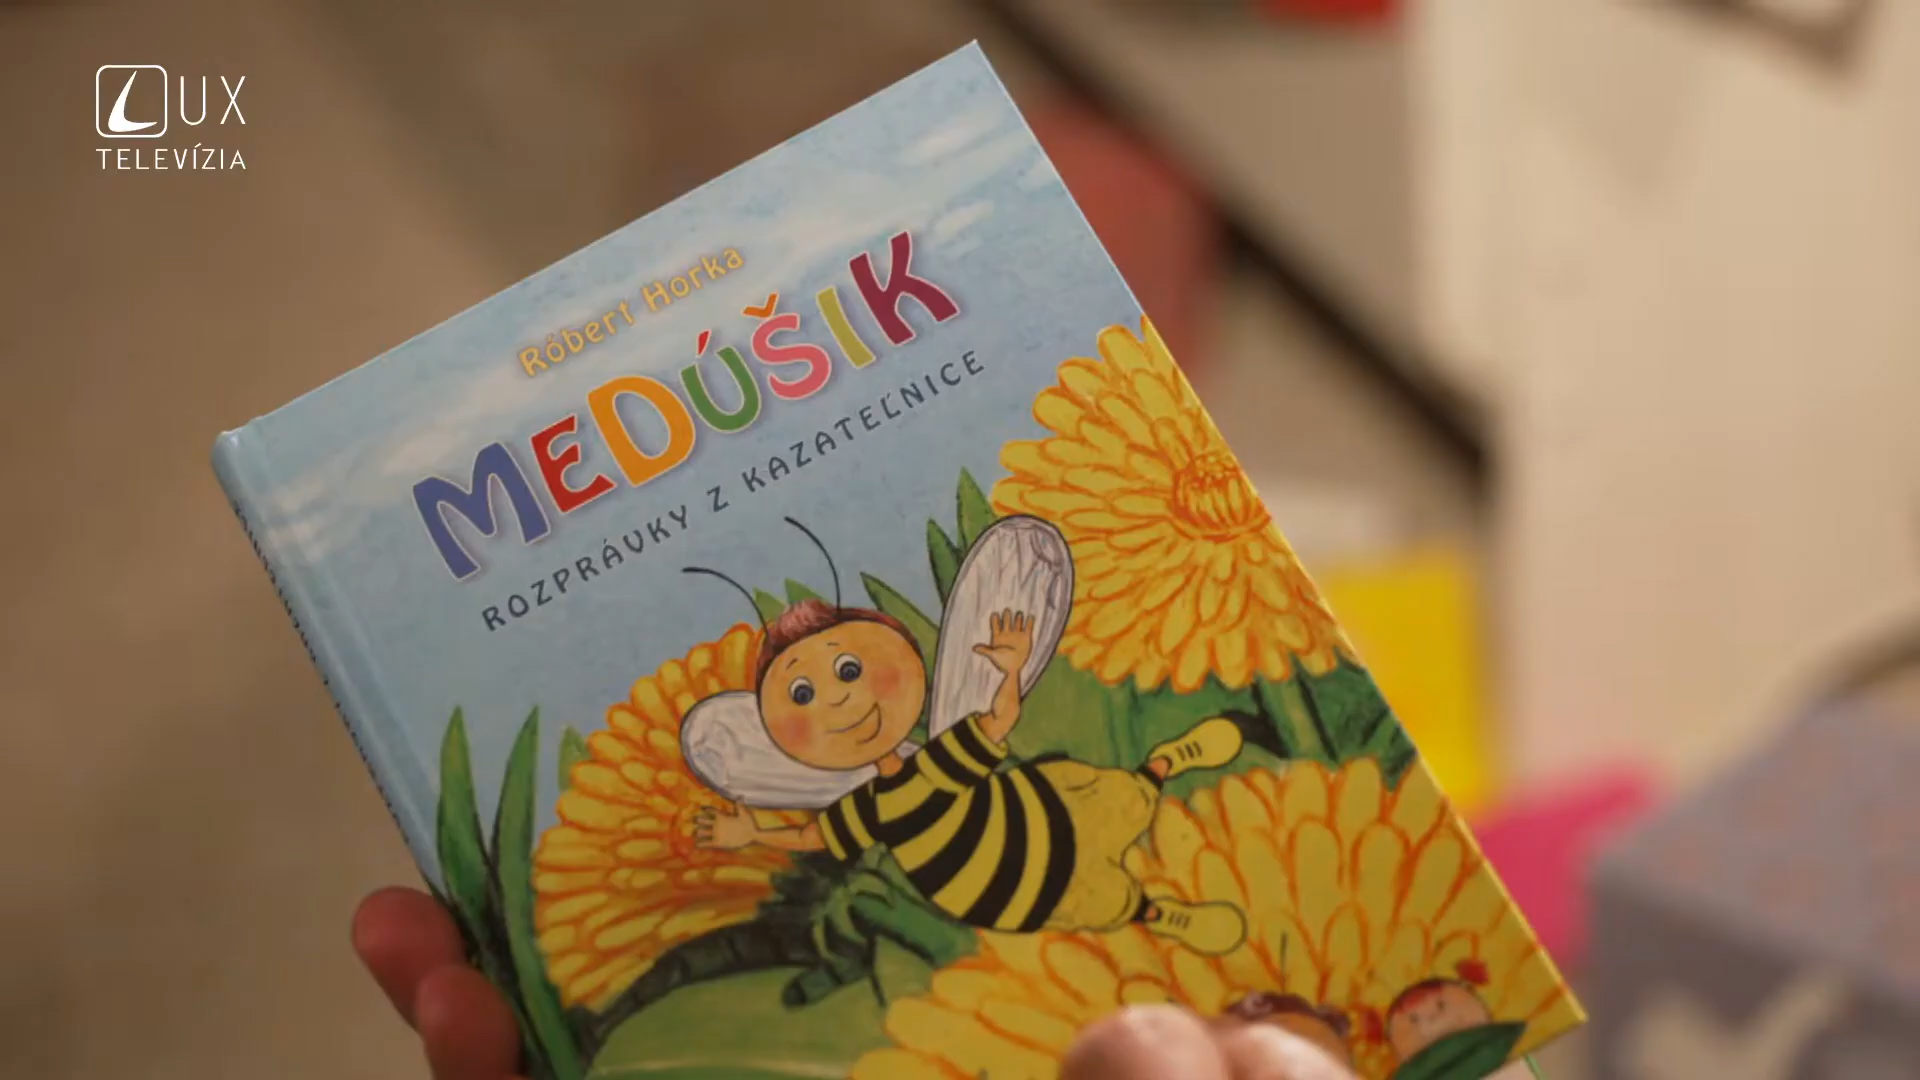 LUX
TELEVÍZIA
Róbert Horka
MEDÚŠIK
ROZPRÁVKY Z KAZATEĽNICE